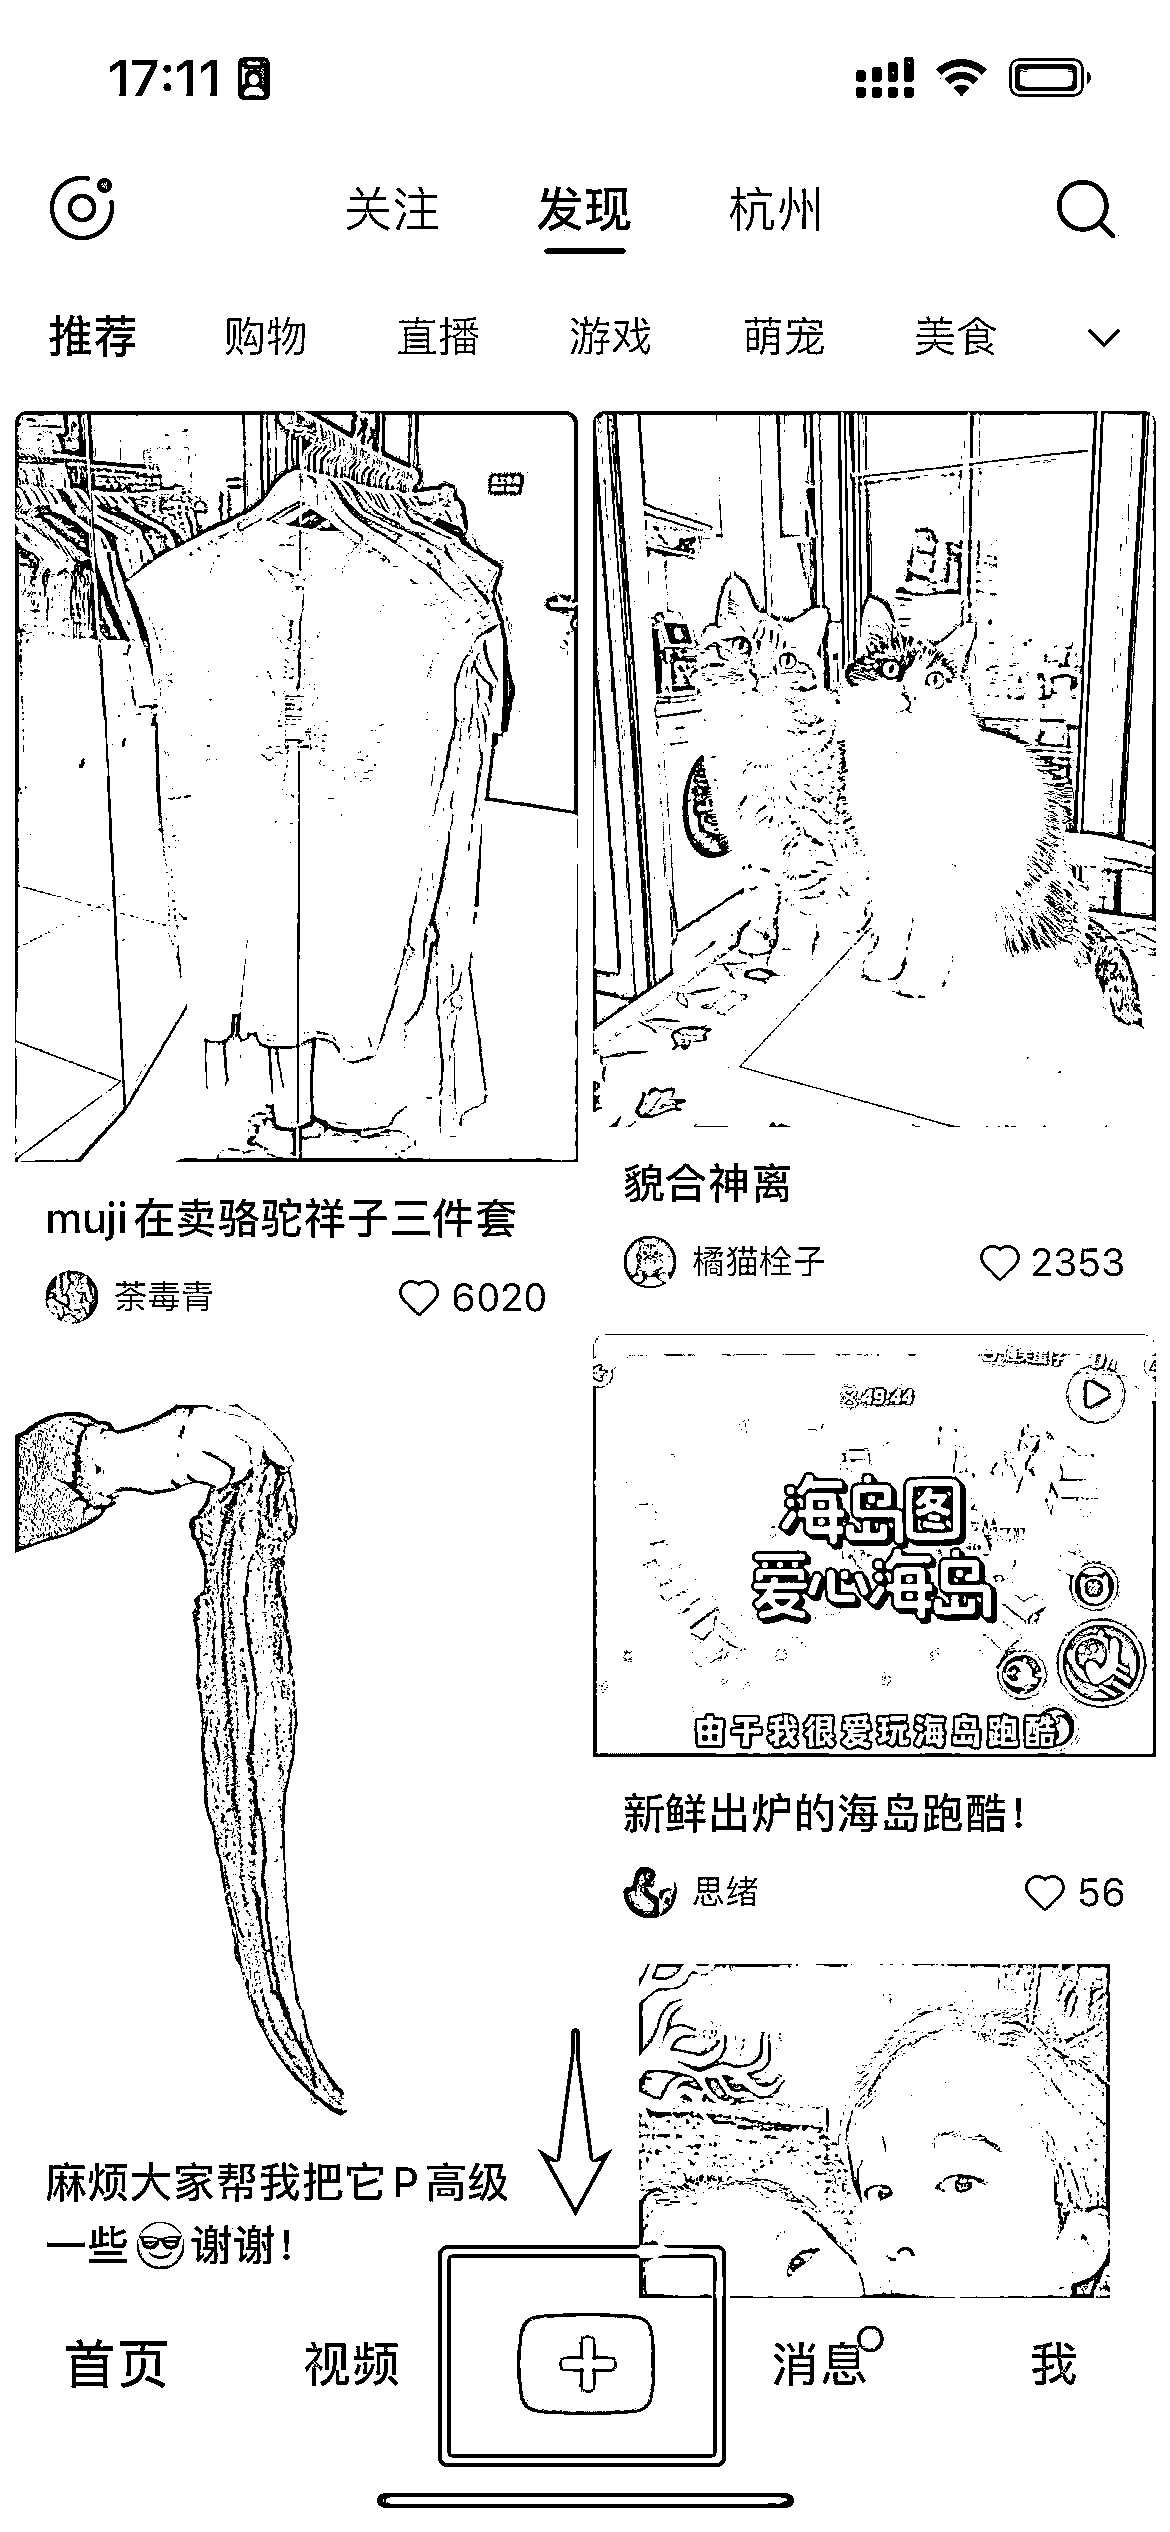 17:11
关注 发现 杭州
推荐 购物 直播 游戏 萌宠 美食
muji在卖骆驼祥子三件套
荼毒青 6020
貌合神离
橘猫栓子 2353
49:44
海岛图
爱心海岛
由于我很爱玩海岛跑酷
新鲜出炉的海岛跑酷!
思绪 56
麻烦大家帮我把它P高级
一些😎谢谢!
首页 视频 消息 我